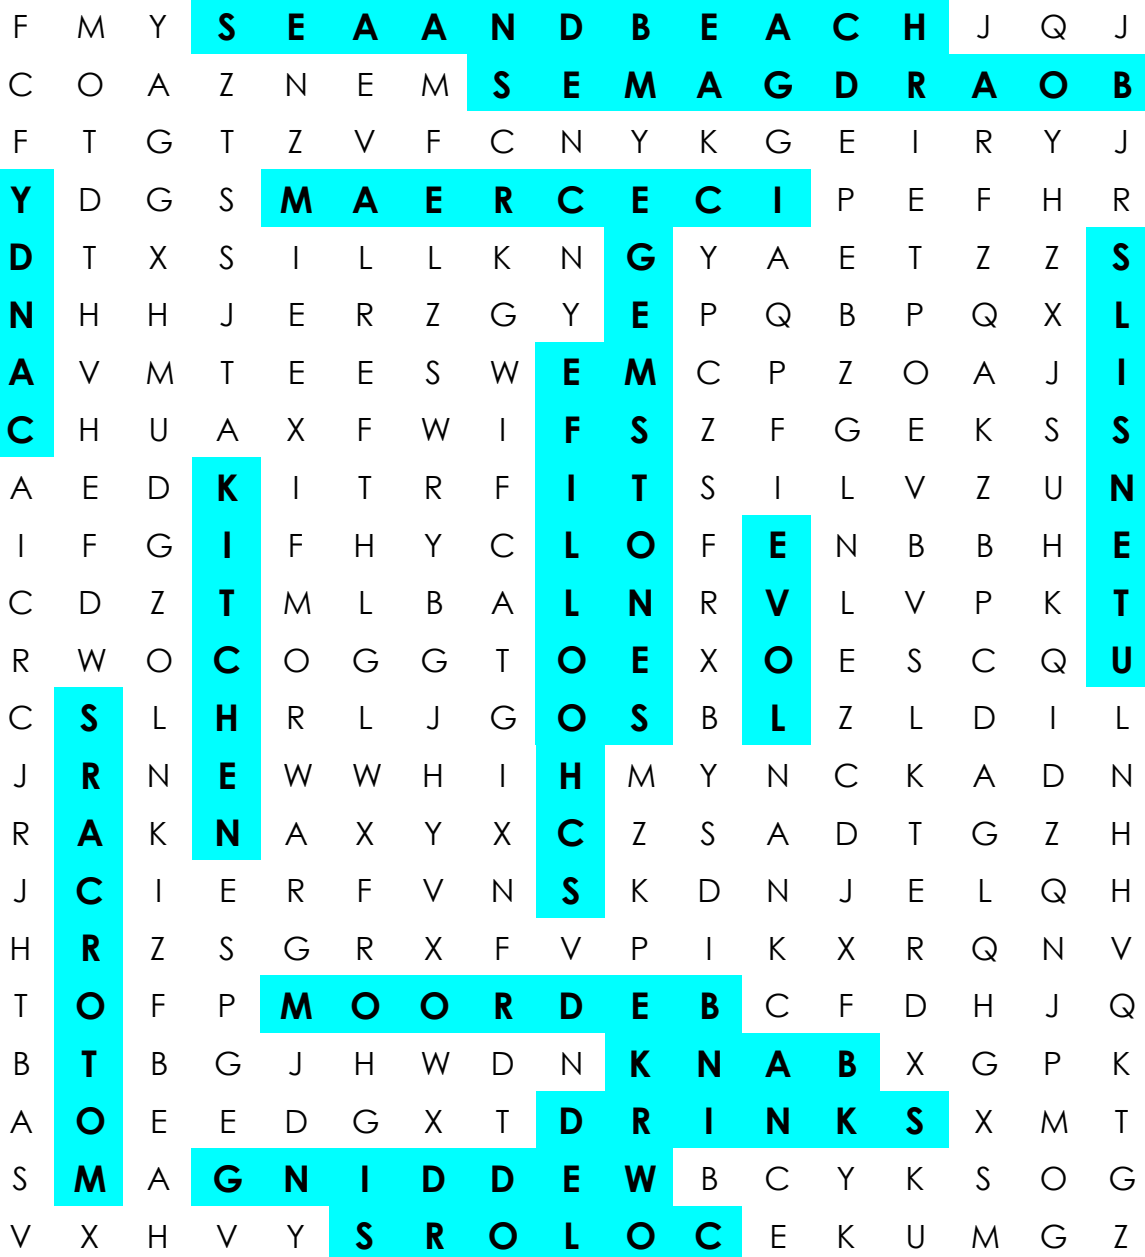 F M Y S E A A N D B E A C H J Q J
C O A Z N E M S E M A G D R A O B
F T G T Z V F C N Y K G E I R Y J
Y D G S M A E R C E C I P E F H R
D T X S I L L K N G Y A E T Z Z S
N H H J E R Z G Y E P Q B P Q X L
A V M T E E S W E M C P Z O A J I
C H U A X F W I F S Z F G E K S S
A E D K I T R F I T S I L V Z U N
I F G I F H Y C L O F E N B B H E
C D Z T M L B A L N R V L V P K T
R W O C O G G T O E X O E S C Q U
C S L H R L J G O S B L Z L D I L
J R N E W W H I H M Y N C K A D N
R A K N A X Y X C Z S A D T G Z H
J C I E R F V N S K D N J E L Q H
H R Z S G R X F V P I K X R Q N V
T O F P M O O R D E B C F D H J Q
B T B G J H W D N K N A B X G P K
A O E E D G X T D R I N K S X M T
S M A G N I D D E W B C Y K S O G
V X H V Y S R O L O C E K U M G Z